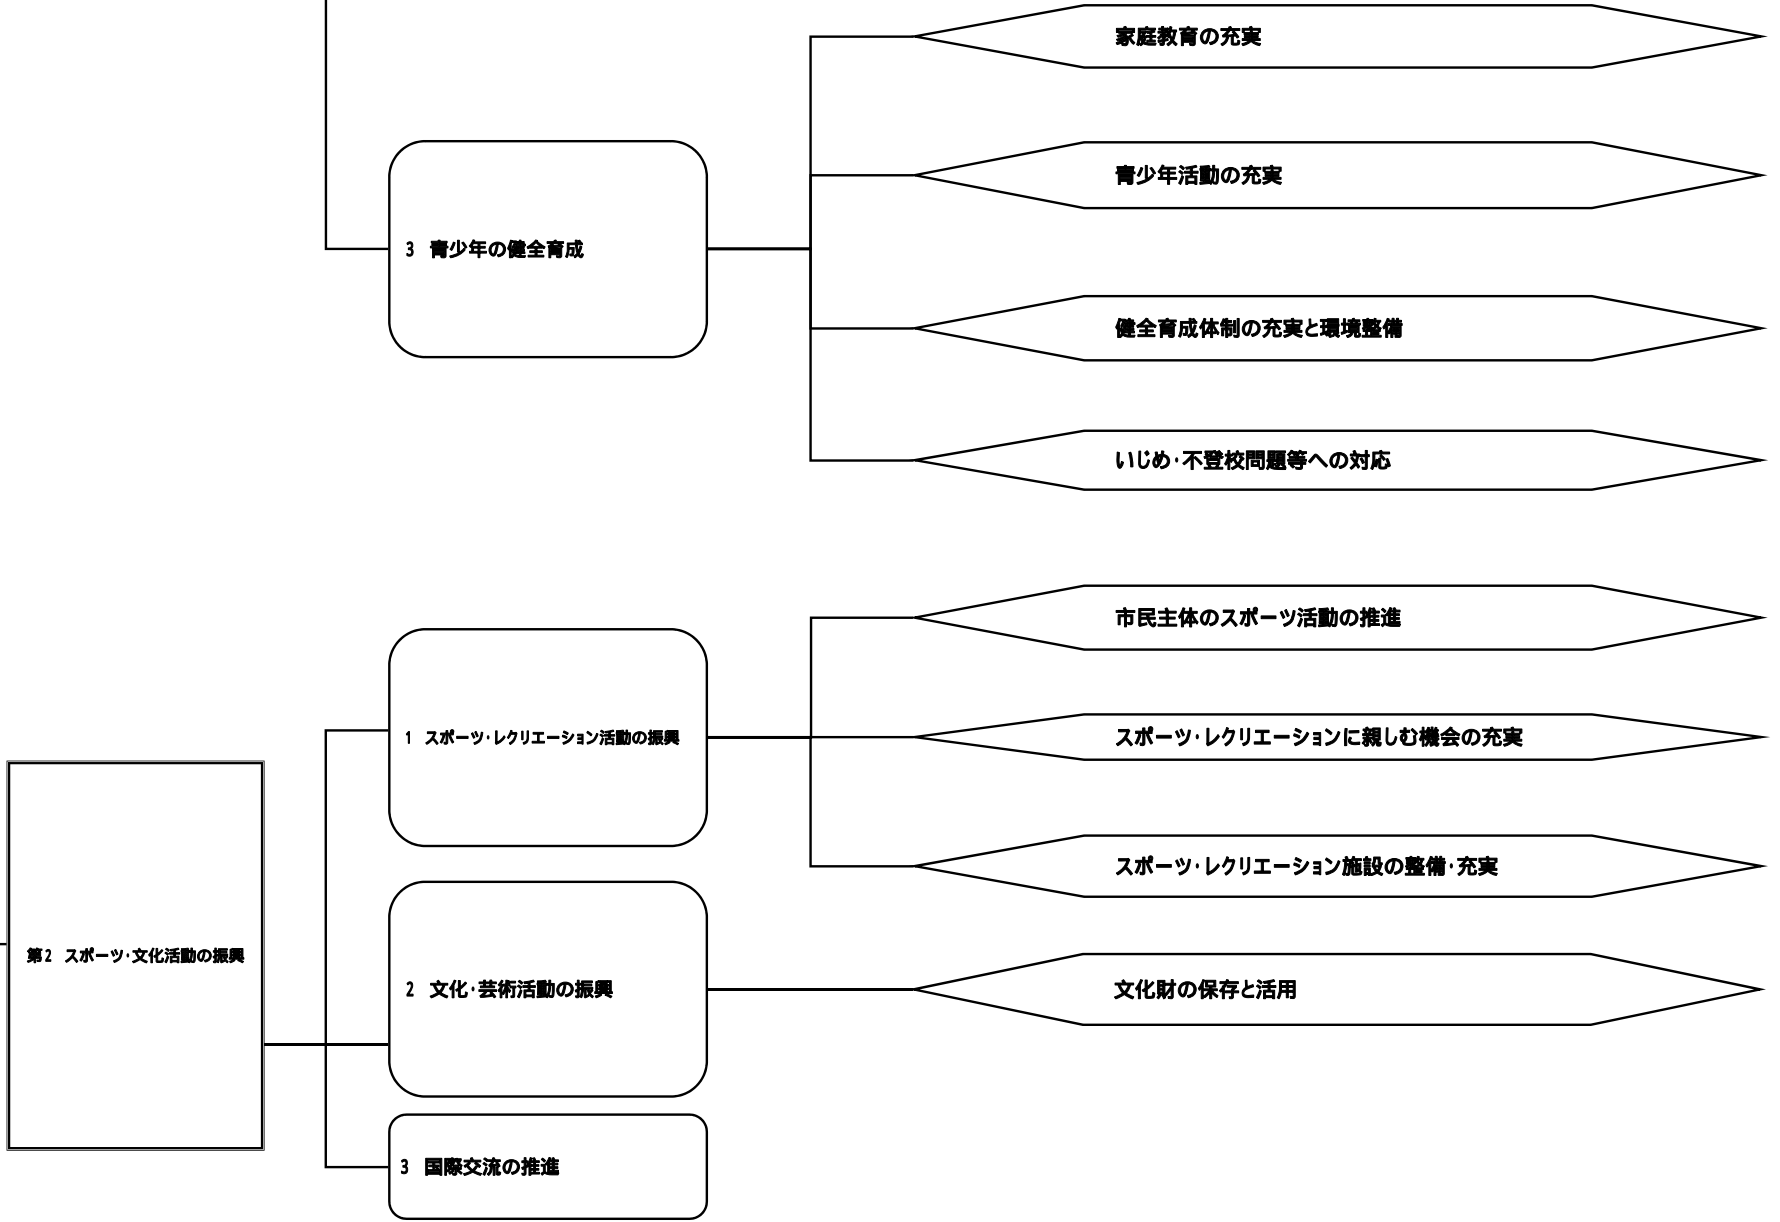 家庭教育の充実
青少年活動の充実
3　青少年の健全育成
健全育成体制の充実と環境整備
いじめ・不登校問題等への対応
市民主体のスポーツ活動の推進
1　スポーツ・レクリエーション活動の振興
スポーツ・レクリエーションに親しむ機会の充実
スポーツ・レクリエーション施設の整備・充実
第2　スポーツ・文化活動の振興
2　文化・芸術活動の振興
文化財の保存と活用
3　国際交流の推進